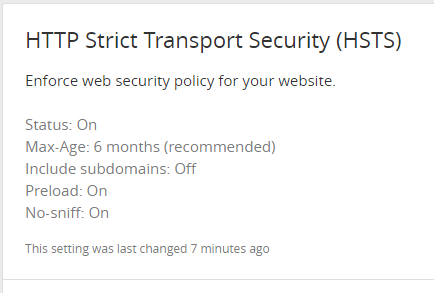 HTTP Strict Transport Security (HSTS)
Enforce web security policy for your website.
Status: On
Max-Age: 6 months (recommended)
Include subdomains: Off
Preload: On
No-sniff: On
This setting was last changed 7 minutes ago